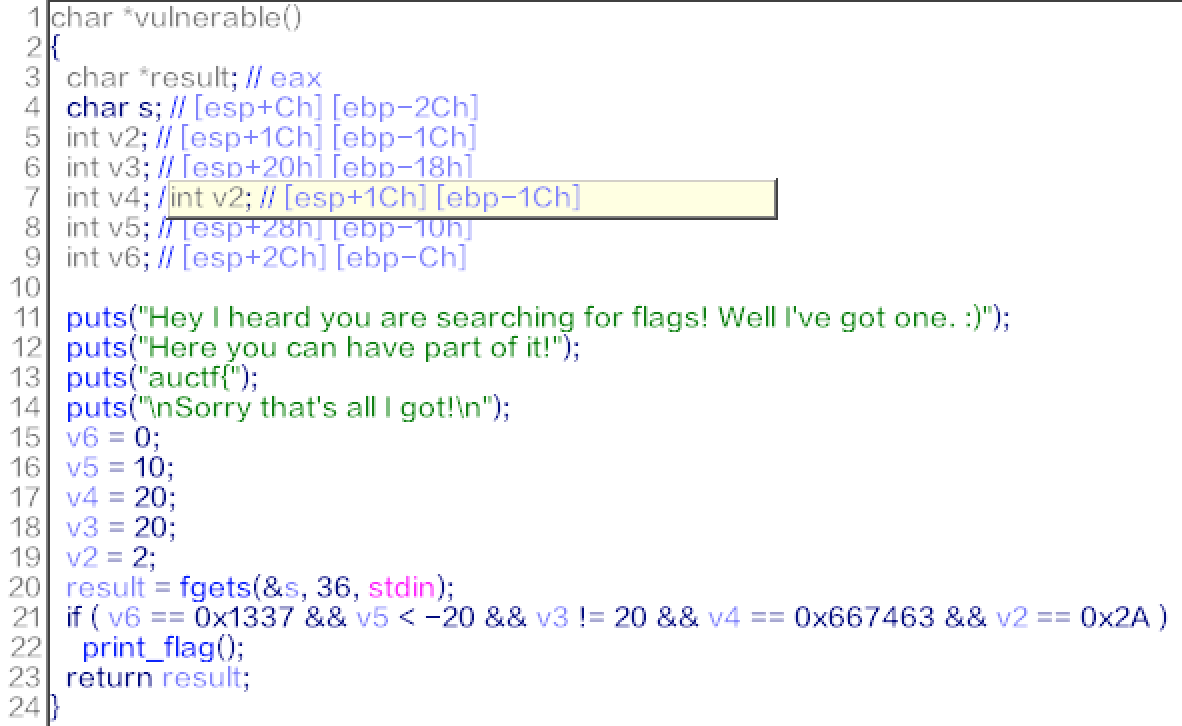 1 char *vulnerable()
2 {
3 char *result; // eax
4 char s; // [esp+Ch] [ebp-2Ch]
5 int v2; // [esp+1Ch] [ebp-1Ch]
6 int v3; // [esp+20h] [ebp-18h]
7 int v4; / int v2; // [esp+1Ch] [ebp-1Ch]
8 int v5; // [esp+28h] [ebp-10h]
9 int v6; // [esp+2Ch] [ebp-Ch]
10
11 puts("Hey I heard you are searching for flags! Well I've got one. :)");
12 puts("Here you can have part of it!");
13 puts("auctf{");
14 puts("\nSorry that's all I got!\n");
15 v6 = 0;
16 v5 = 10;
17 v4 = 20;
18 v3 = 20;
19 v2 = 2;
20 result = fgets(&s, 36, stdin);
21 if ( v6 == 0x1337 && v5 < -20 && v3 != 20 && v4 == 0x667463 && v2 == 0x2A )
22 print_flag();
23 return result;
24 }